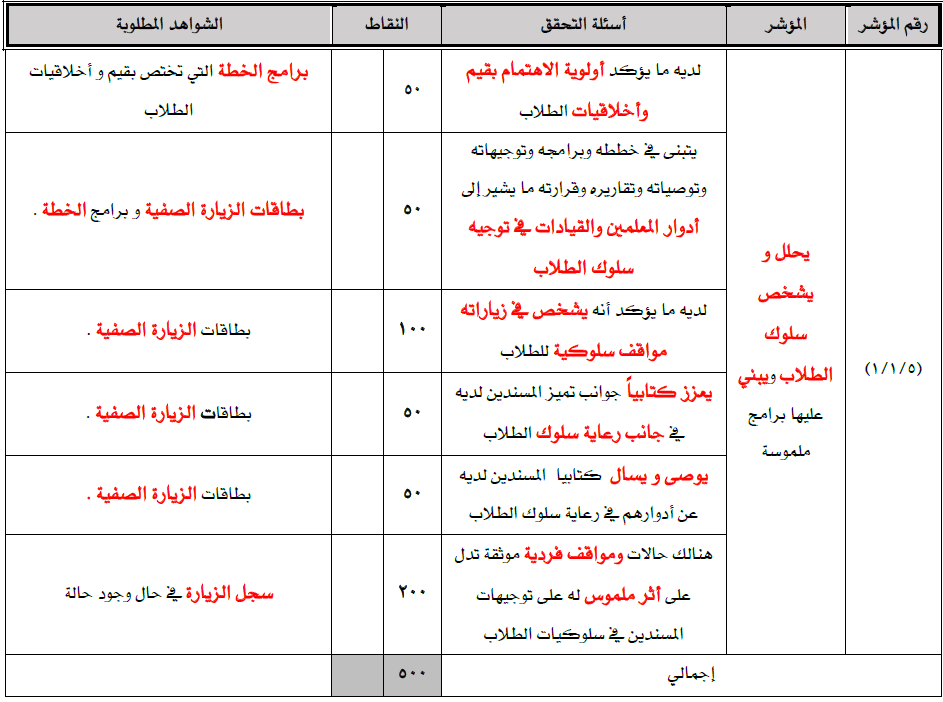 رقم المؤشر
المؤشر
أسئلة التحقق
النقاط
الشواهد المطلوبة
(١/١/٥)
يحلل و
يشخص
سلوك
الطلاب ويبني
عليها برامج
ملموسة
لديه ما يؤكد أولوية الاهتمام بقيم
وأخلاقيات الطلاب
٥٠
برامج الخطة التي تختص بقيم و أخلاقيات
الطلاب
يتبنى في خططه وبرامجه وتوجيهاته
وتوصياته وتقاريره وقرارته ما يشير إلى
أدوار المعلمين والقيادات في توجيه
سلوك الطلاب
٥٠
بطاقات الزيارة الصفية و برامج الخطة .
لديه ما يؤكد أنه يشخص في زياراته
مواقف سلوكية للطلاب
١٠٠
بطاقات الزيارة الصفية .
يعزز كتابياً جوانب تميز المسندين لديه
في جانب رعاية سلوك الطلاب
٥٠
بطاقات الزيارة الصفية .
يوصى و يسال كتابيا المسندين لديه
عن أدوارهم في رعاية سلوك الطلاب
٥٠
بطاقات الزيارة الصفية .
هنالك حالات ومواقف فردية موثقة تدل
على أثر ملموس له على توجيهات
المسندين في سلوكيات الطلاب
٢٠٠
سجل الزيارة في حال وجود حالة
إجمالي
٥٠٠